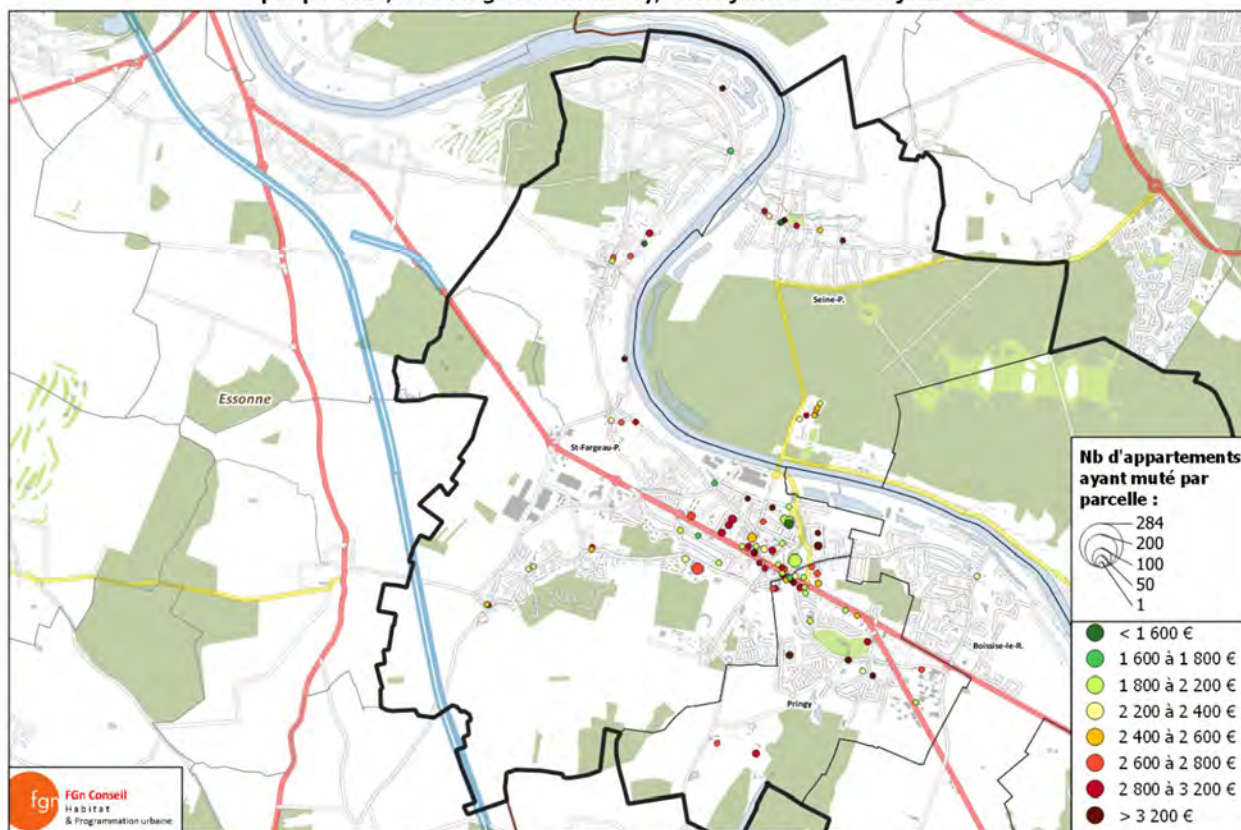 Essonne
Seine-P.
St-Fargeau-P.
Boissise-le-R.
Pringy
Nb d'appartements
ayant muté par
parcelle :
284
200
100
50
1
< 1 600 €
1 600 à 1 800 €
1 800 à 2 200 €
2 200 à 2 400 €
2 400 à 2 600 €
2 600 à 2 800 €
2 800 à 3 200 €
> 3 200 €
fgn
FGn Conseil
Habitat
& Programmation urbaine